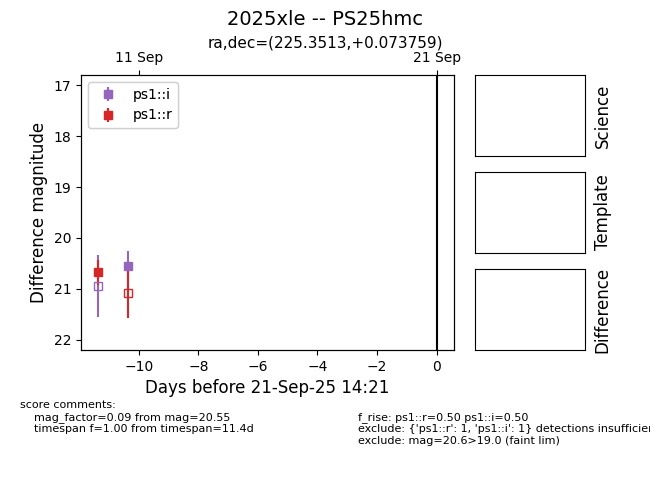 2025xle -- PS25hmc
ra,dec=(225.3513,+0.073759)
11 Sep
21 Sep
ps1::i
ps1::r
17
18
19
20
21
22
Difference magnitude
−10
−8
−6
−4
−2
0
Days before 21-Sep-25 14:21
Science
Template
Difference
score comments:
mag_factor=0.09 from mag=20.55
timespan f=1.00 from timespan=11.4d
f_rise: ps1::r=0.50 ps1::i=0.50
exclude: {'ps1::r': 1, 'ps1::i': 1} detections insufficien
exclude: mag=20.6>19.0 (faint lim)